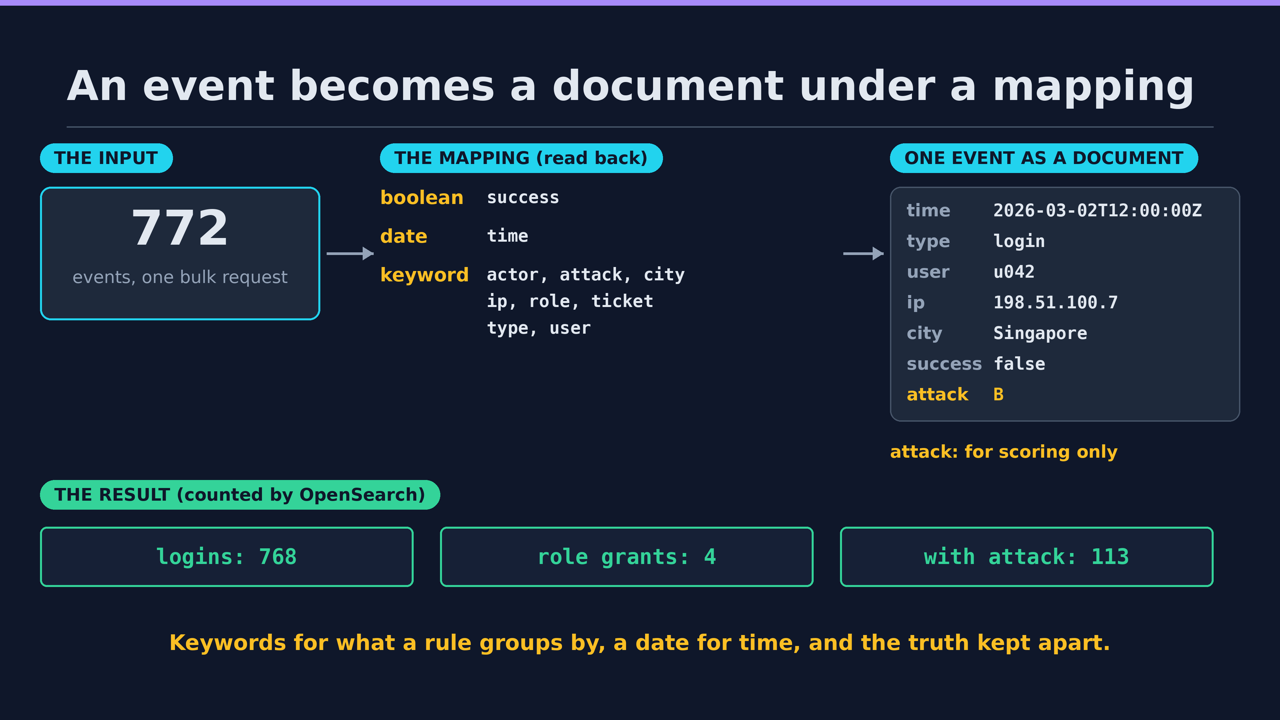 An event becomes a document under a mapping
THE INPUT
772
events, one bulk request
THE MAPPING (read back)
boolean success
date time
keyword actor, attack, city
ip, role, ticket
type, user
ONE EVENT AS A DOCUMENT
time 2026-03-02T12:00:00Z
type login
user u042
ip 198.51.100.7
city Singapore
success false
attack B
attack: for scoring only
THE RESULT (counted by OpenSearch)
logins: 768
role grants: 4
with attack: 113
Keywords for what a rule groups by, a date for time, and the truth kept apart.